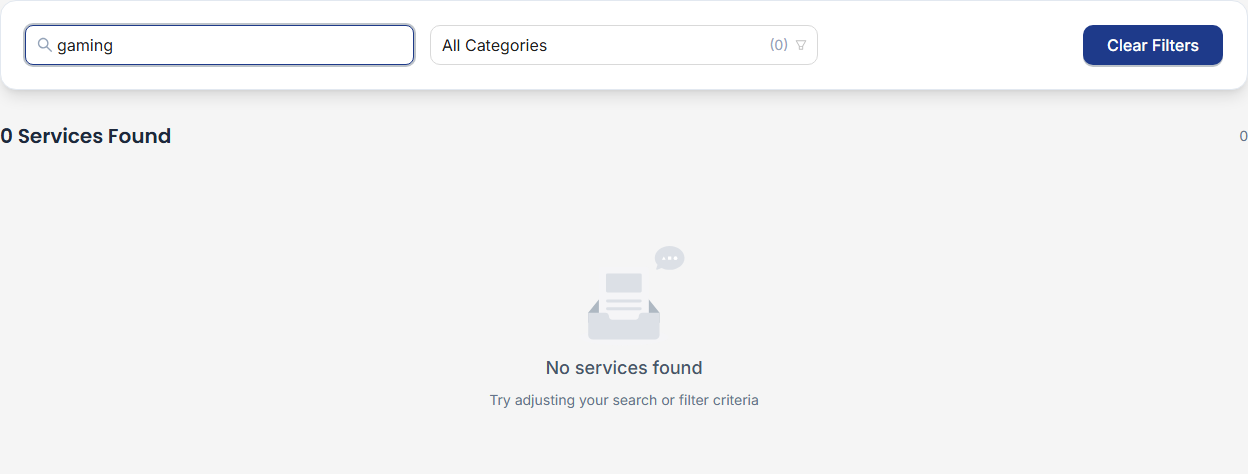 gaming
All Categories (0)
Clear Filters
0 Services Found
0
No services found
Try adjusting your search or filter criteria